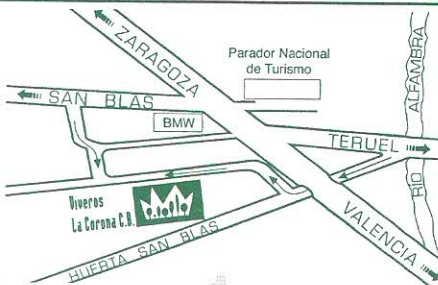 ZARAGOZA
Parador Nacional
de Turismo
ALFAMBRA
RIO
SAN BLAS
BMW
TERUEL
Viveros
La Corona C.B.
VALENCIA
HUERTA SAN BLAS